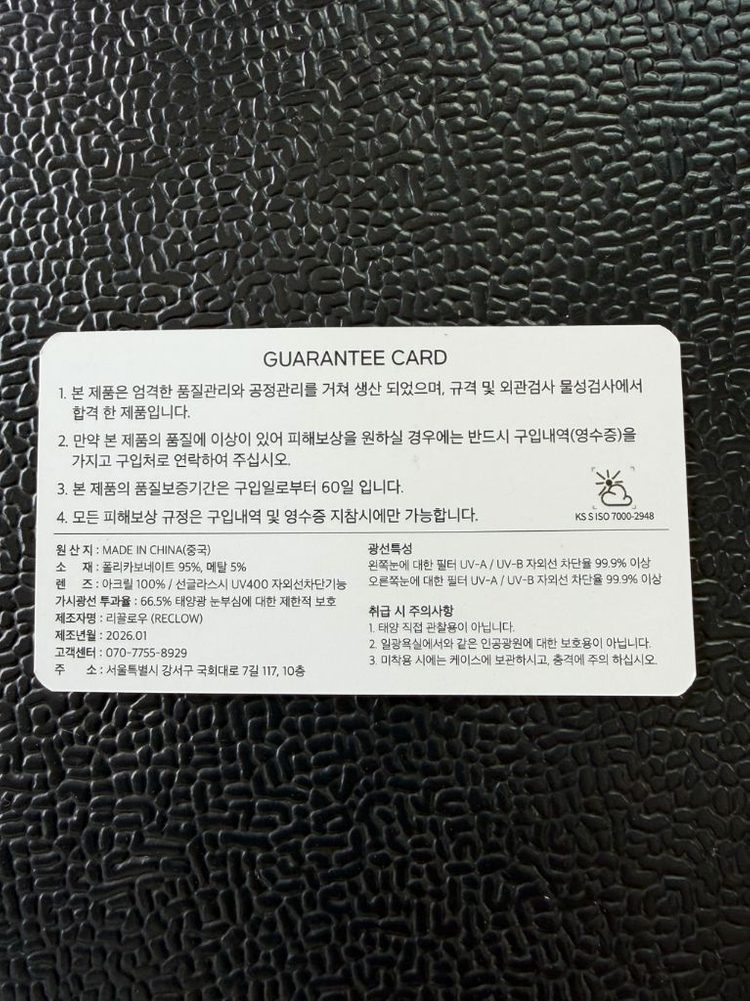 GUARANTEE CARD
1. 본 제품은 엄격한 품질관리와 공정관리를 거쳐 생산 되었으며, 규격 및 외관검사 물성검사에서
합격 한 제품입니다.
2. 만약 본 제품의 품질에 이상이 있어 피해보상을 원하실 경우에는 반드시 구입내역(영수증)을
가지고 구입처로 연락하여 주십시오.
3. 본 제품의 품질보증기간은 구입일로부터 60일 입니다.
4. 모든 피해보상 규정은 구입내역 및 영수증 지참시에만 가능합니다.
KS S ISO 7000-2948
원 산 지 : MADE IN CHINA(중국)
소 재 : 폴리카보네이트 95%, 메탈 5%
렌 즈 : 아크릴 100% / 선글라스시 UV400 자외선차단기능
가시광선 투과율 : 66.5% 태양광 눈부심에 대한 제한적 보호
제조자명 : 리끌로우 (RECLOW)
제조년월 : 2026.01
고객센터 : 070-7755-8929
주 소 : 서울특별시 강서구 국회대로 7길 117, 10층
광선특성
왼쪽눈에 대한 필터 UV-A / UV-B 자외선 차단율 99.9% 이상
오른쪽눈에 대한 필터 UV-A / UV-B 자외선 차단율 99.9% 이상
취급 시 주의사항
1. 태양 직접 관찰용이 아닙니다.
2. 일광욕실에서와 같은 인공광원에 대한 보호용이 아닙니다.
3. 미착용 시에는 케이스에 보관하시고, 충격에 주의 하십시오.